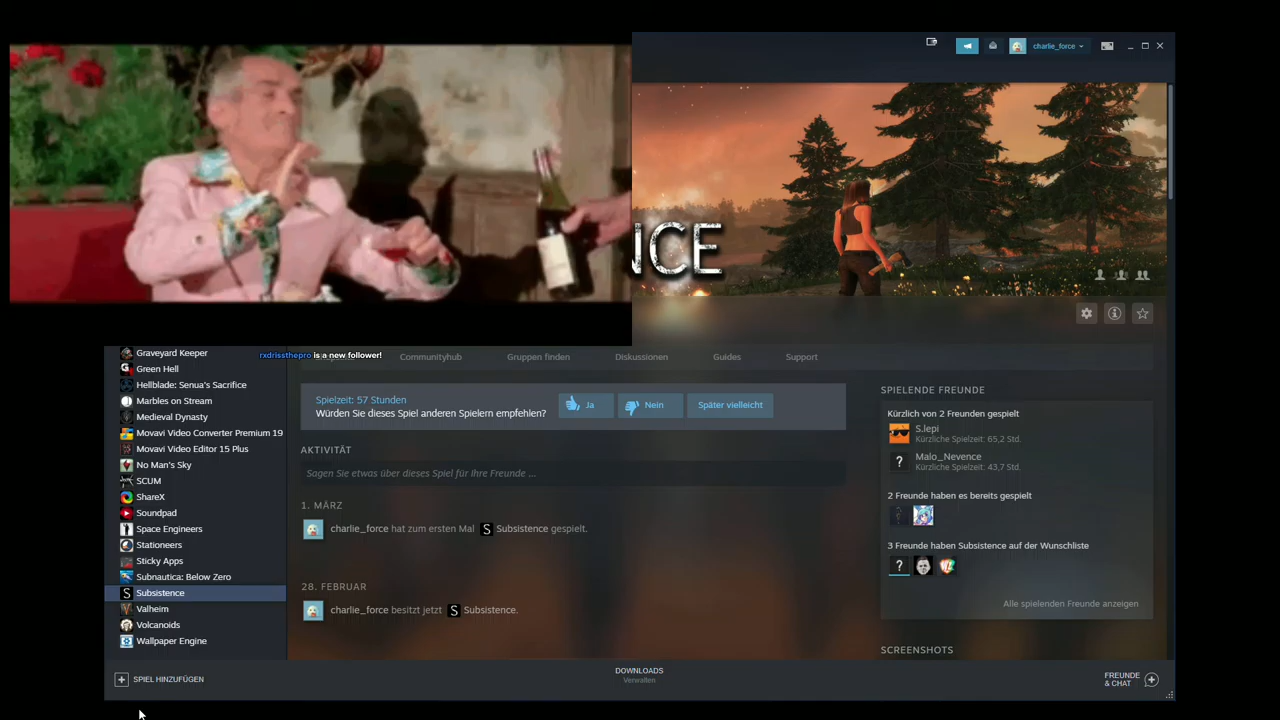 charlie_force
NCE
Graveyard Keeper
Green Hell
Hellblade: Senua's Sacrifice
Marbles on Stream
Medieval Dynasty
Movavi Video Converter Premium 19
Movavi Video Editor 15 Plus
No Man's Sky
SCUM
ShareX
Soundpad
Space Engineers
Stationeers
Sticky Apps
Subnautica: Below Zero
Subsistence
Valheim
Volcanoids
Wallpaper Engine
SPIEL HINZUFÜGEN
rxdrissthepro is a new follower!
Communityhub
Gruppen finden
Diskussionen
Guides
Support
Spielzeit: 57 Stunden
Würden Sie dieses Spiel anderen Spielern empfehlen?
Ja
Nein
Später vielleicht
AKTIVITÄT
Sagen Sie etwas über dieses Spiel für Ihre Freunde ...
1. MÄRZ
charlie_force hat zum ersten Mal S Subsistence gespielt.
28. FEBRUAR
charlie_force besitzt jetzt S Subsistence.
SPIELENDE FREUNDE
Kürzlich von 2 Freunden gespielt
S.lepi
Kürzliche Spielzeit: 65,2 Std.
Malo_Nevence
Kürzliche Spielzeit: 43,7 Std.
2 Freunde haben es bereits gespielt
3 Freunde haben Subsistence auf der Wunschliste
Alle spielenden Freunde anzeigen
SCREENSHOTS
DOWNLOADS
Verwalten
FREUNDE
& CHAT